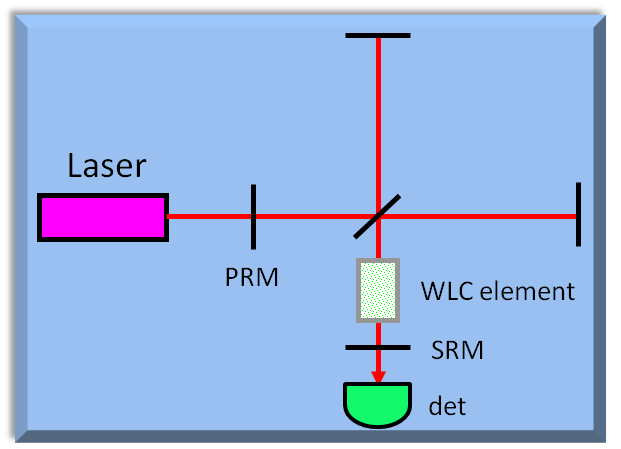 Laser
PRM
WLC element
SRM
det